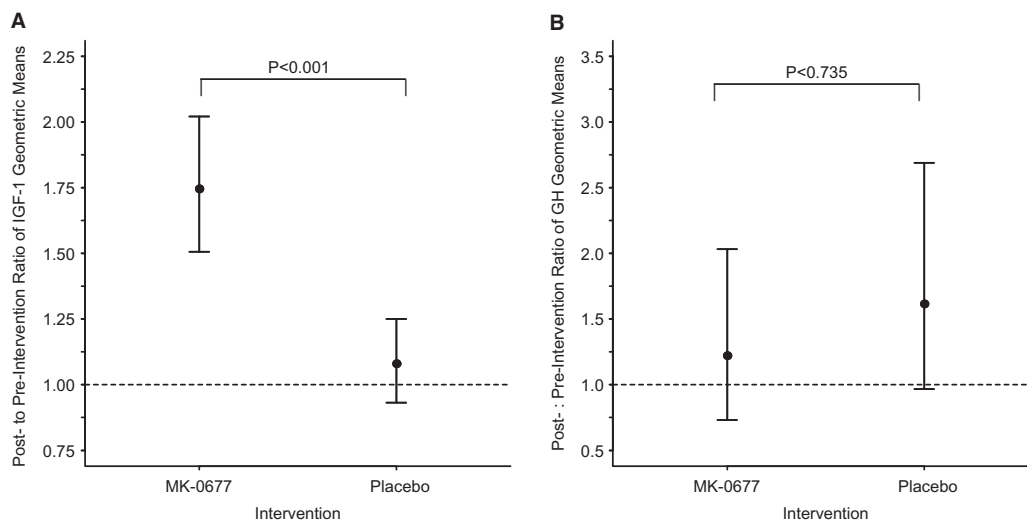 A
Post- to Pre-Intervention Ratio of IGF-1 Geometric Means
2.25
2.00
1.75
1.50
1.25
1.00
0.75
P<0.001
MK-0677
Placebo
Intervention
B
Post- : Pre-Intervention Ratio of GH Geometric Means
3.5
3.0
2.5
2.0
1.5
1.0
0.5
P<0.735
MK-0677
Placebo
Intervention